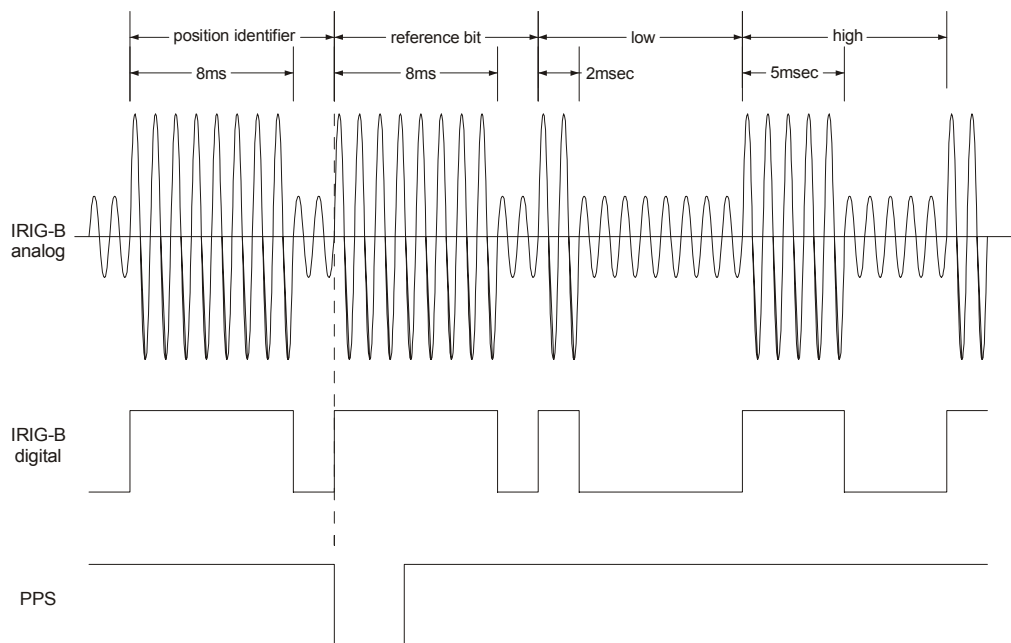 position identifier
reference bit
low
high
8ms
8ms
2msec
5msec
IRIG-B
analog
IRIG-B
digital
PPS